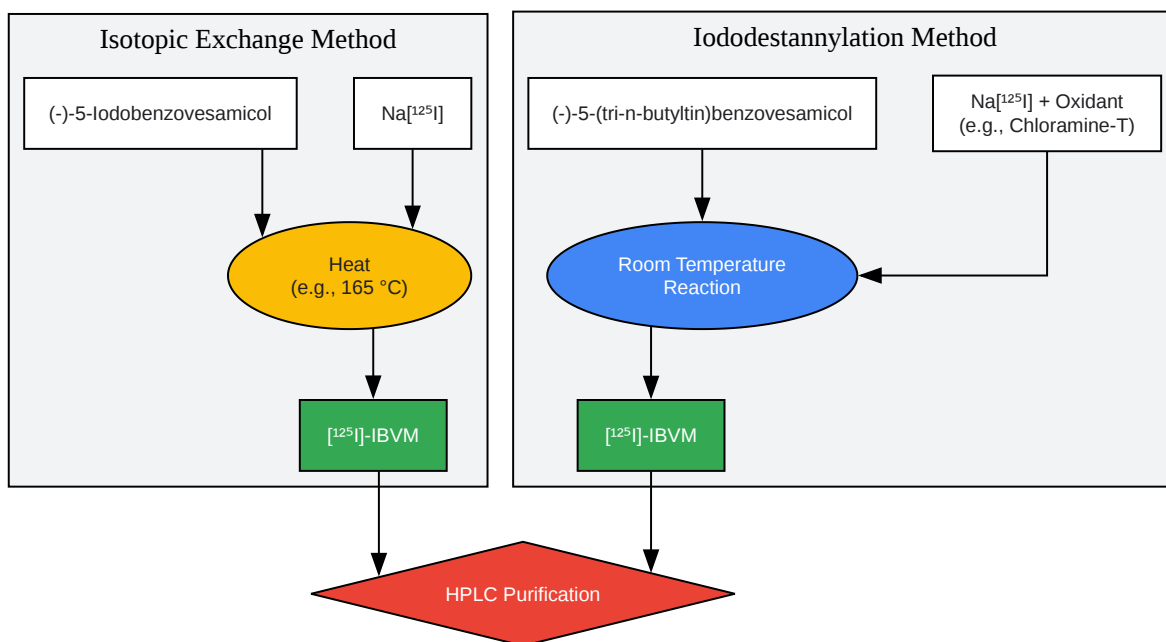 Isotopic Exchange Method
(-)-5-Iodobenzovesamicol
Na[¹²⁵I]
Heat
(e.g., 165 °C)
[¹²⁵I]-IBVM
Iododestannylation Method
(-)-5-(tri-n-butyltin)benzovesamicol
Na[¹²⁵I] + Oxidant
(e.g., Chloramine-T)
Room Temperature
Reaction
[¹²⁵I]-IBVM
HPLC Purification